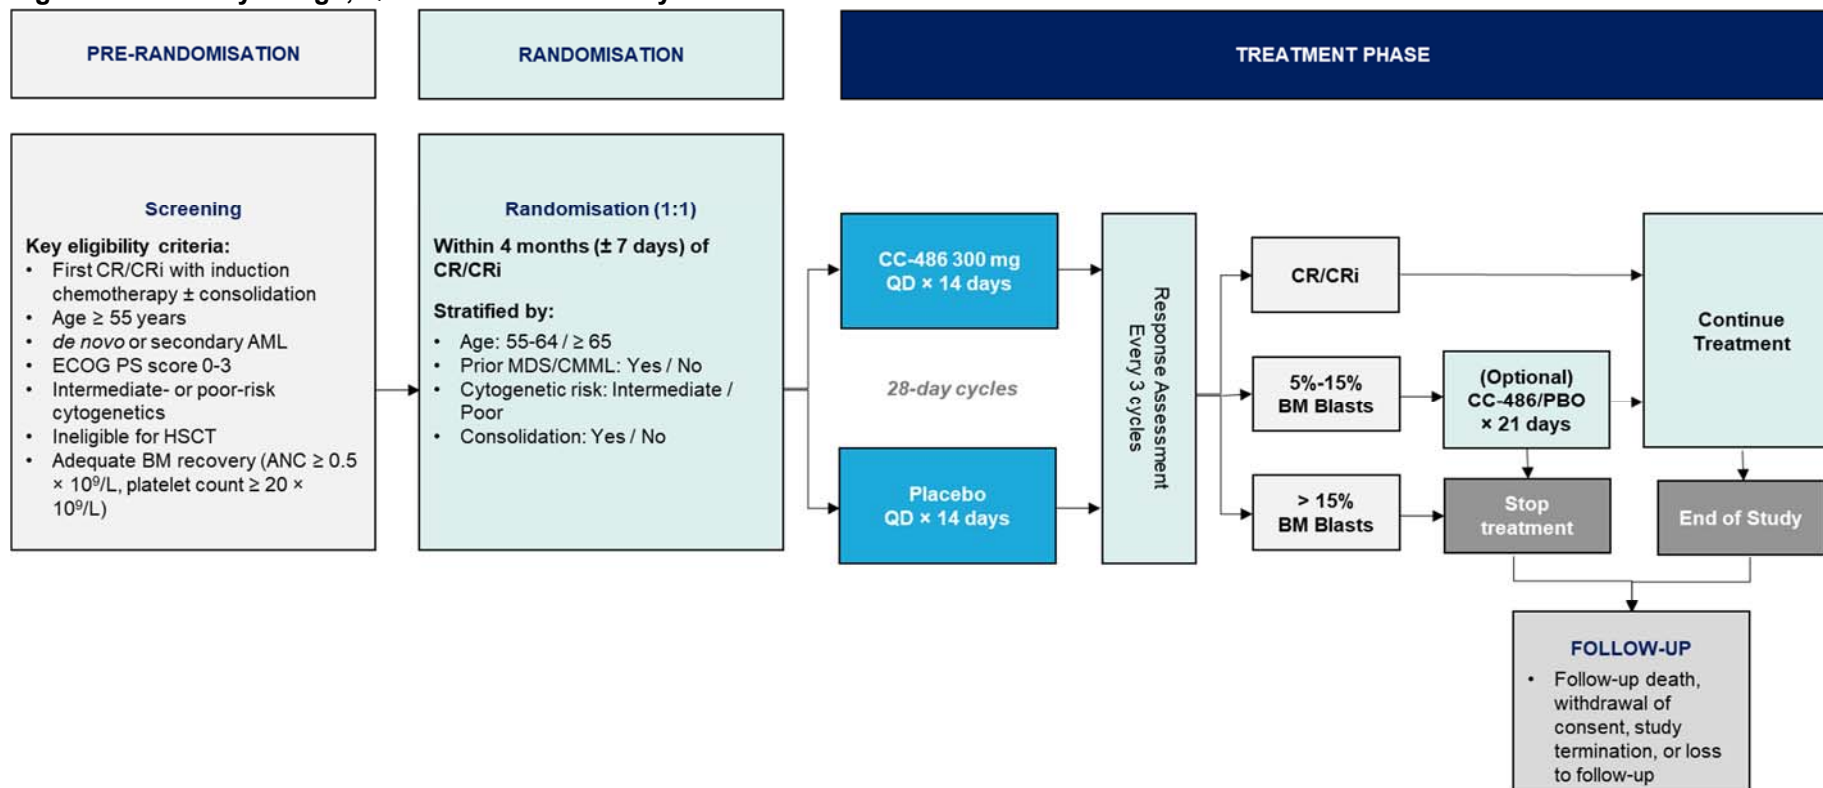 PRE-RANDOMISATION
RANDOMISATION
TREATMENT PHASE
Screening
Key eligibility criteria:
• First CR/CRi with induction
chemotherapy ± consolidation
• Age ≥ 55 years
• de novo or secondary AML
• ECOG PS score 0-3
• Intermediate- or poor-risk
cytogenetics
• Ineligible for HSCT
• Adequate BM recovery (ANC ≥ 0.5
× 10⁹/L, platelet count ≥ 20 ×
10⁹/L)
Randomisation (1:1)
Within 4 months (± 7 days) of
CR/CRi
Stratified by:
• Age: 55-64 / ≥ 65
• Prior MDS/CMML: Yes / No
• Cytogenetic risk: Intermediate /
Poor
• Consolidation: Yes / No
CC-486 300 mg
QD × 14 days
28-day cycles
Placebo
QD × 14 days
Response Assessment
Every 3 cycles
CR/CRi
5%-15%
BM Blasts
> 15%
BM Blasts
(Optional)
CC-486/PBO
× 21 days
Stop
treatment
Continue
Treatment
End of Study
FOLLOW-UP
• Follow-up death,
withdrawal of
consent, study
termination, or loss
to follow-up